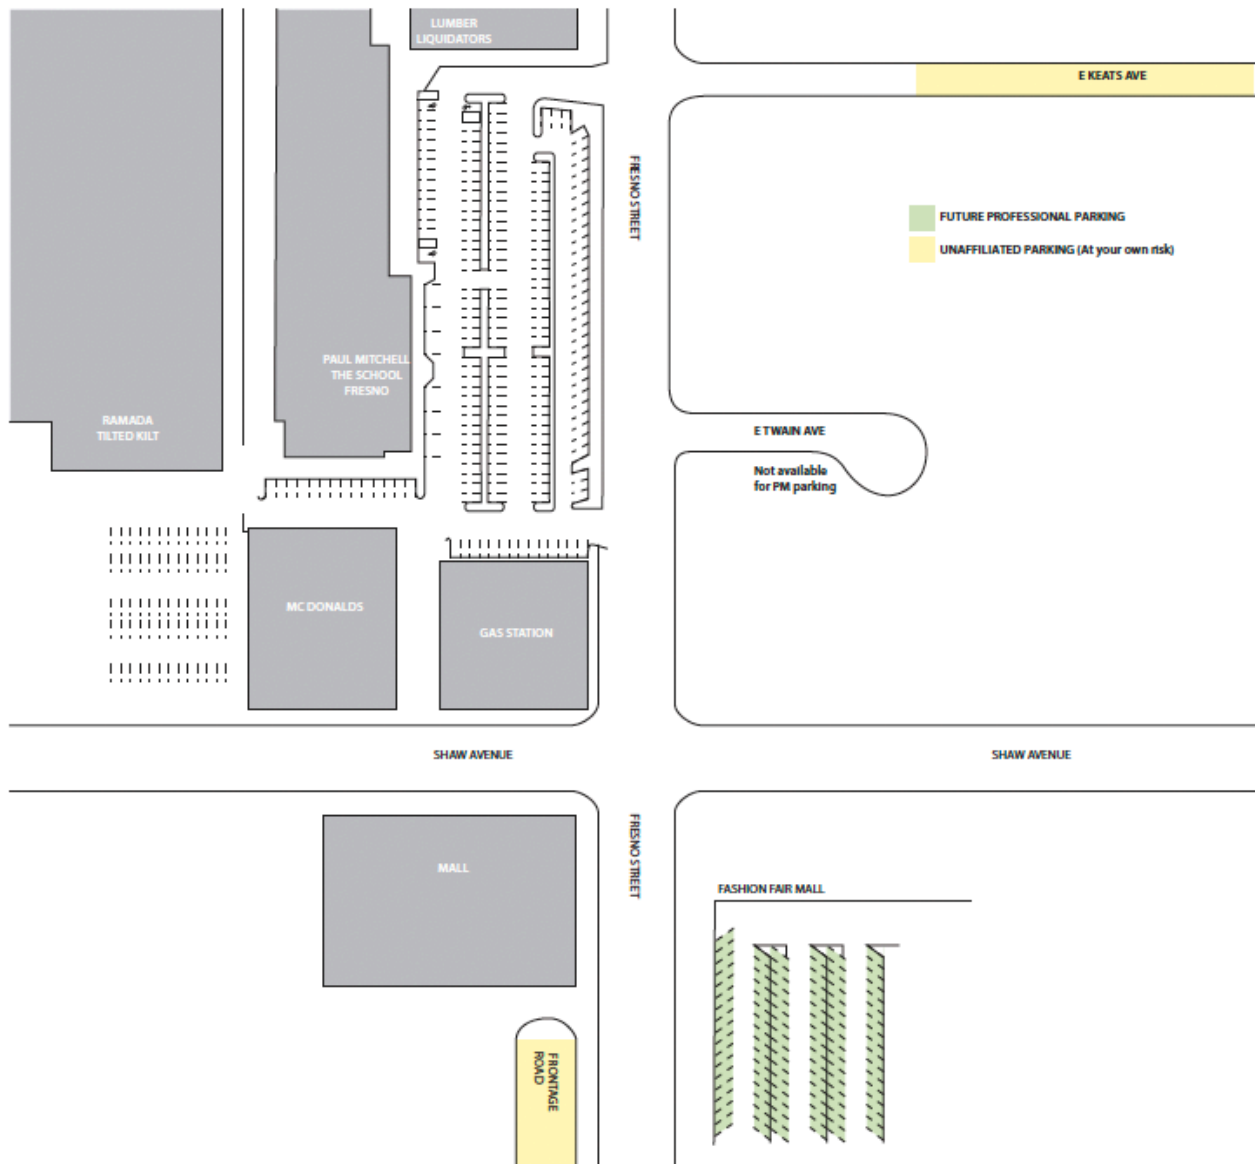 LUMBER
LIQUIDATORS
E KEATS AVE
FRESNO STREET
FUTURE PROFESSIONAL PARKING
UNAFFILIATED PARKING (At your own risk)
PAUL MITCHELL
THE SCHOOL
FRESNO
RAMADA
TILTED KILT
E TWAIN AVE
Not available
for PM parking
MC DONALDS
GAS STATION
SHAW AVENUE
SHAW AVENUE
FRESNO STREET
MALL
FASHION FAIR MALL
FRONTAGE
ROAD